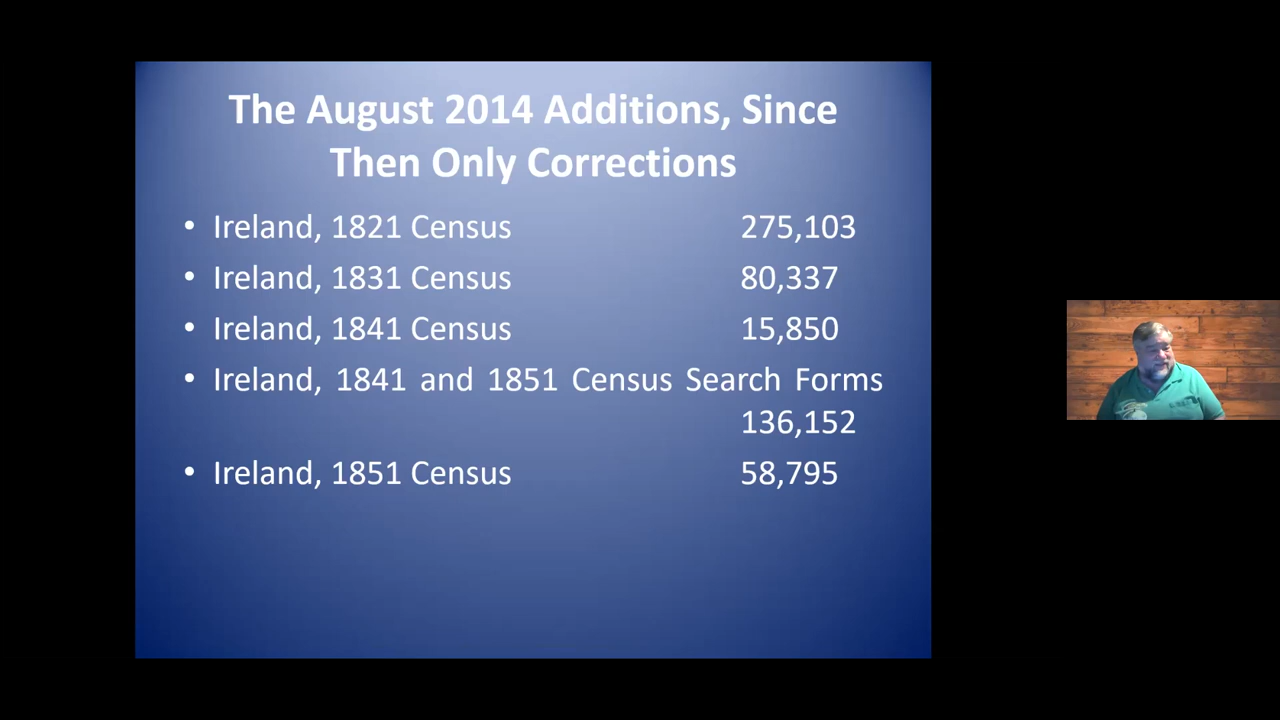 The August 2014 Additions, Since
Then Only Corrections
• Ireland, 1821 Census 275,103
• Ireland, 1831 Census 80,337
• Ireland, 1841 Census 15,850
• Ireland, 1841 and 1851 Census Search Forms
136,152
• Ireland, 1851 Census 58,795